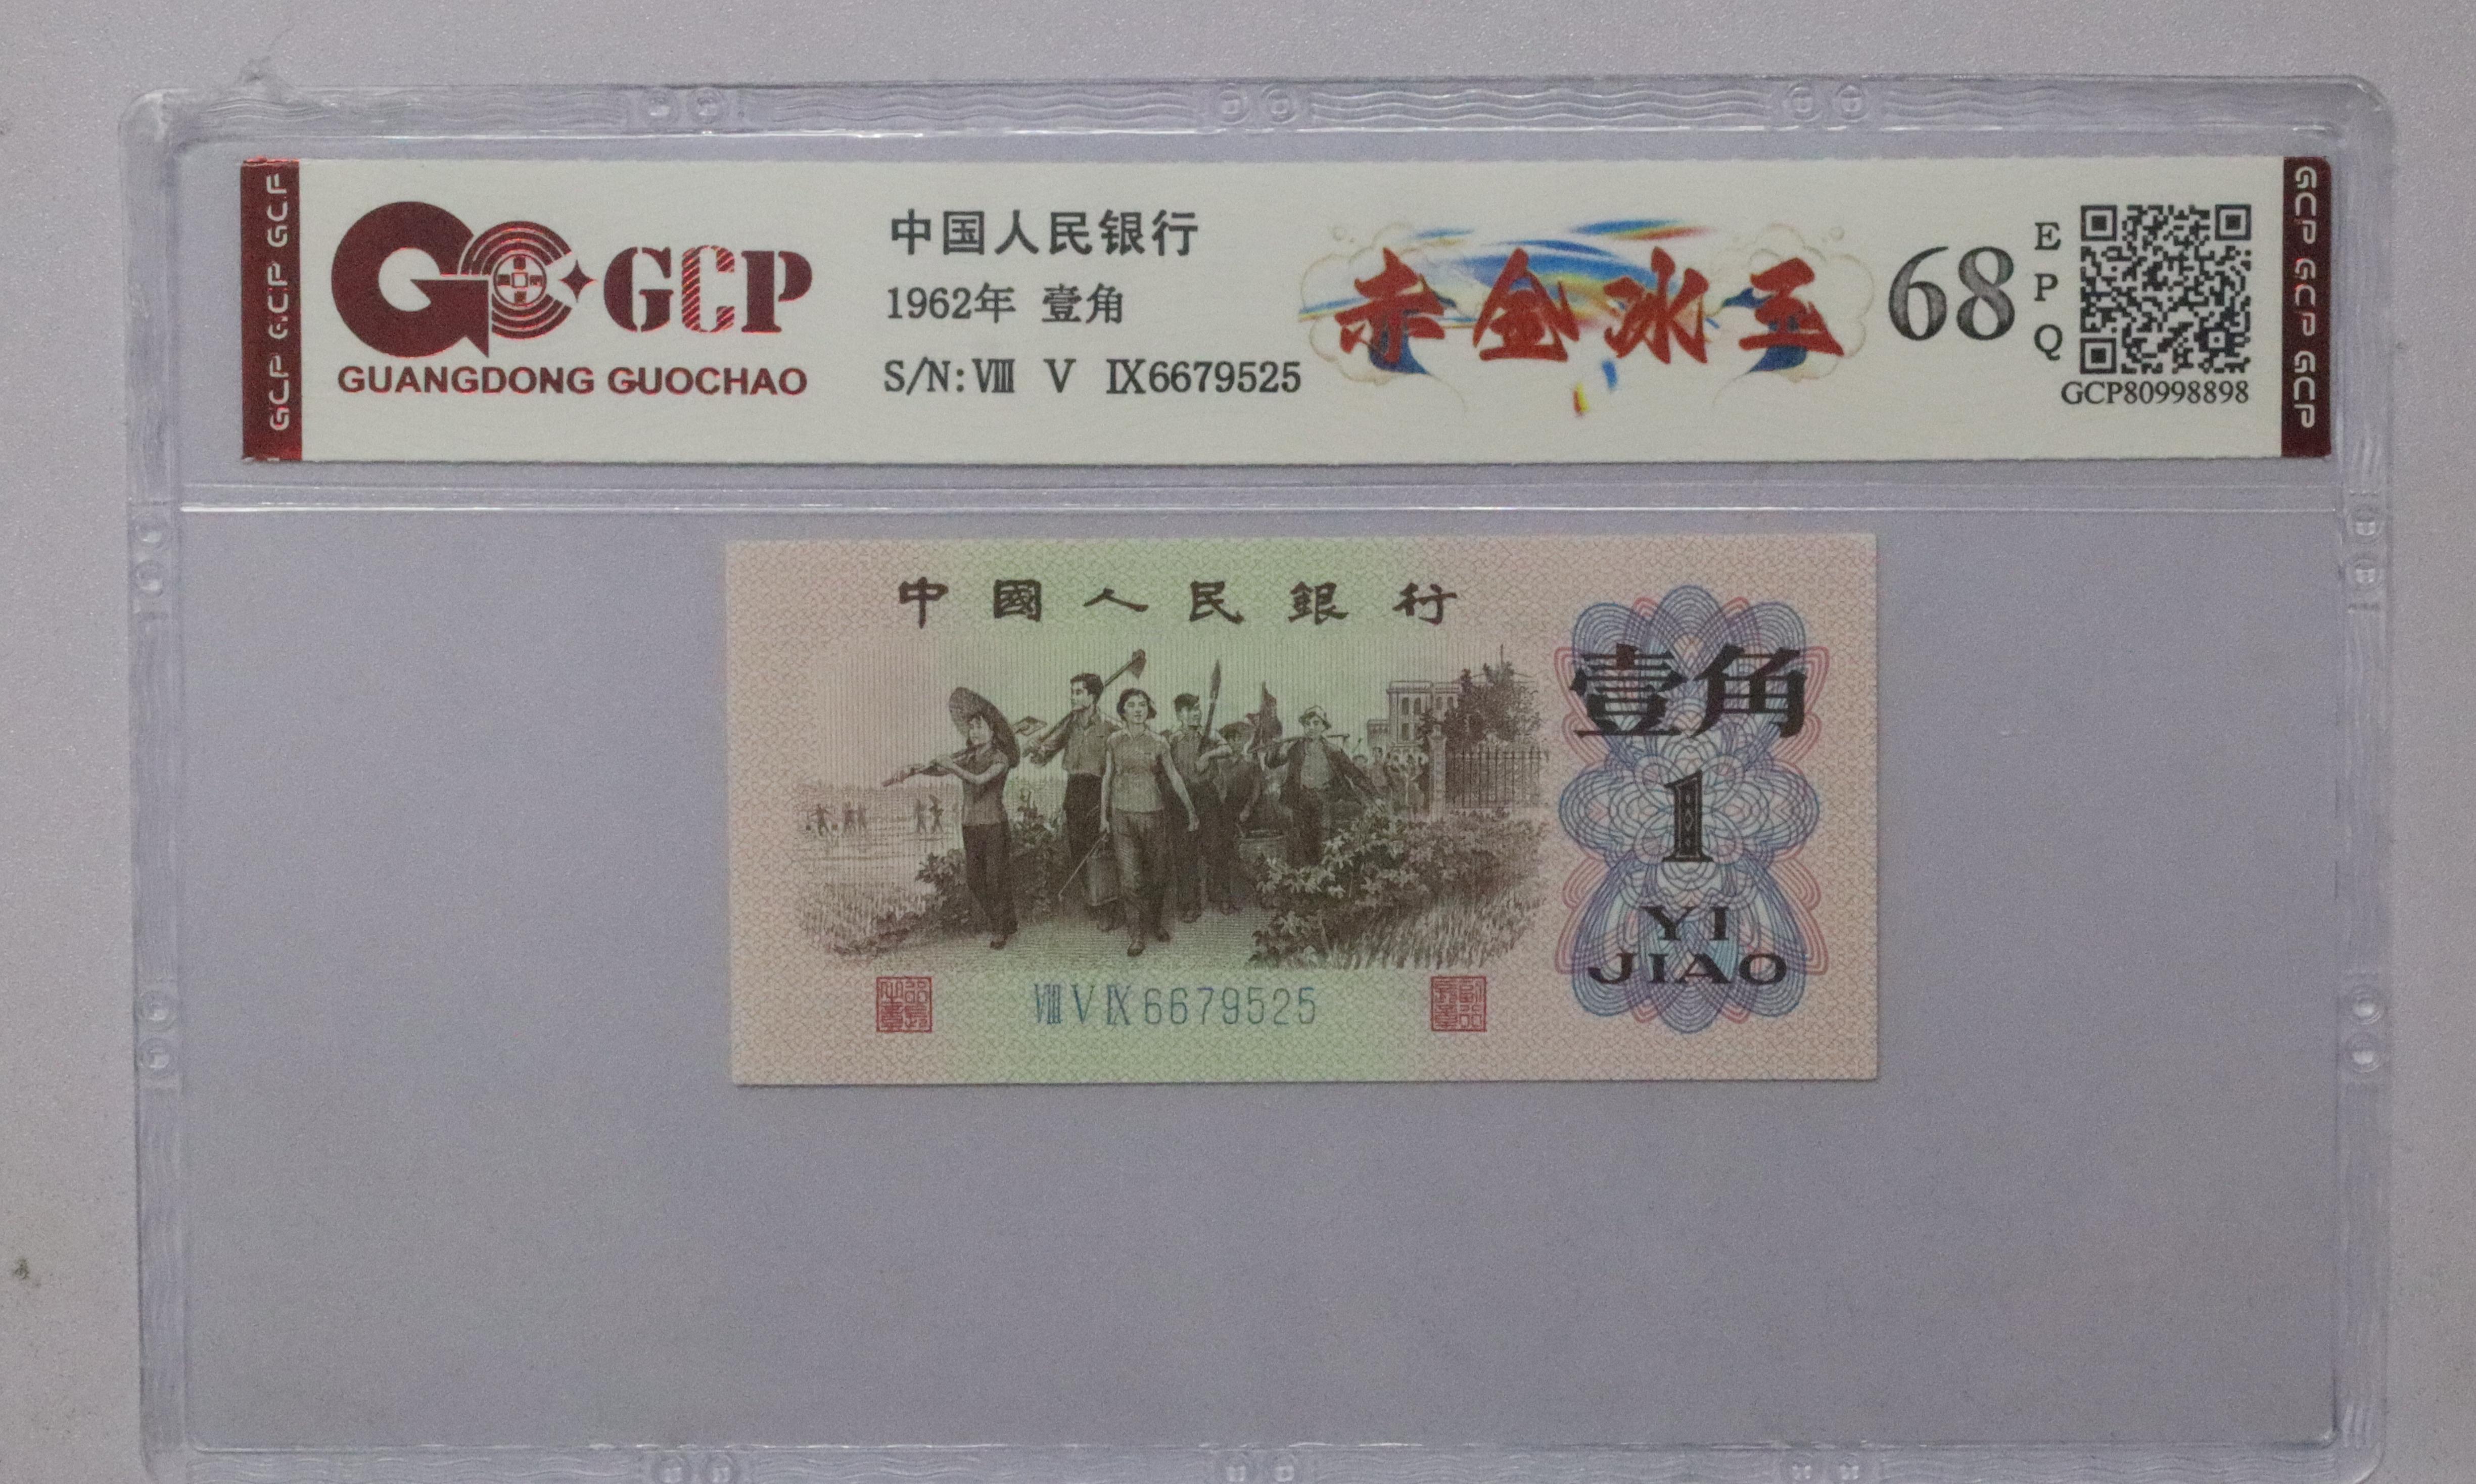 GCP GCP GCP
GCP
GUANGDONG GUOCHAO
中国人民银行
1962年 壹角
S/N: Ⅷ Ⅴ Ⅸ6679525
赤金冰玉
68
EPQ
GCP80998898
GCP GCP GCP
中國人民銀行
壹角
1
YI
JIAO
Ⅷ Ⅴ Ⅸ 6679525